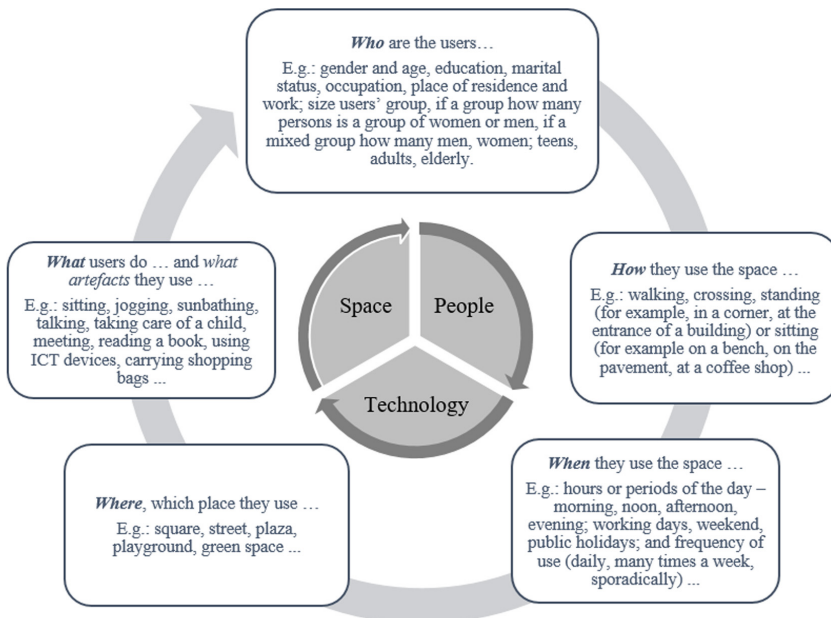 Who are the users…
E.g.: gender and age, education, marital
status, occupation, place of residence and
work; size users’ group, if a group how many
persons is a group of women or men, if a
mixed group how many men, women; teens,
adults, elderly.
How they use the space …
E.g.: walking, crossing, standing
(for example, in a corner, at the
entrance of a building) or sitting
(for example on a bench, on the
pavement, at a coffee shop) ...
When they use the space …
E.g.: hours or periods of the day –
morning, noon, afternoon,
evening; working days, weekend,
public holidays; and frequency of
use (daily, many times a week,
sporadically) ...
Where, which place they use …
E.g.: square, street, plaza,
playground, green space ...
What users do … and what
artefacts they use …
E.g.: sitting, jogging, sunbathing,
talking, taking care of a child,
meeting, reading a book, using
ICT devices, carrying shopping
bags ...
Space
People
Technology